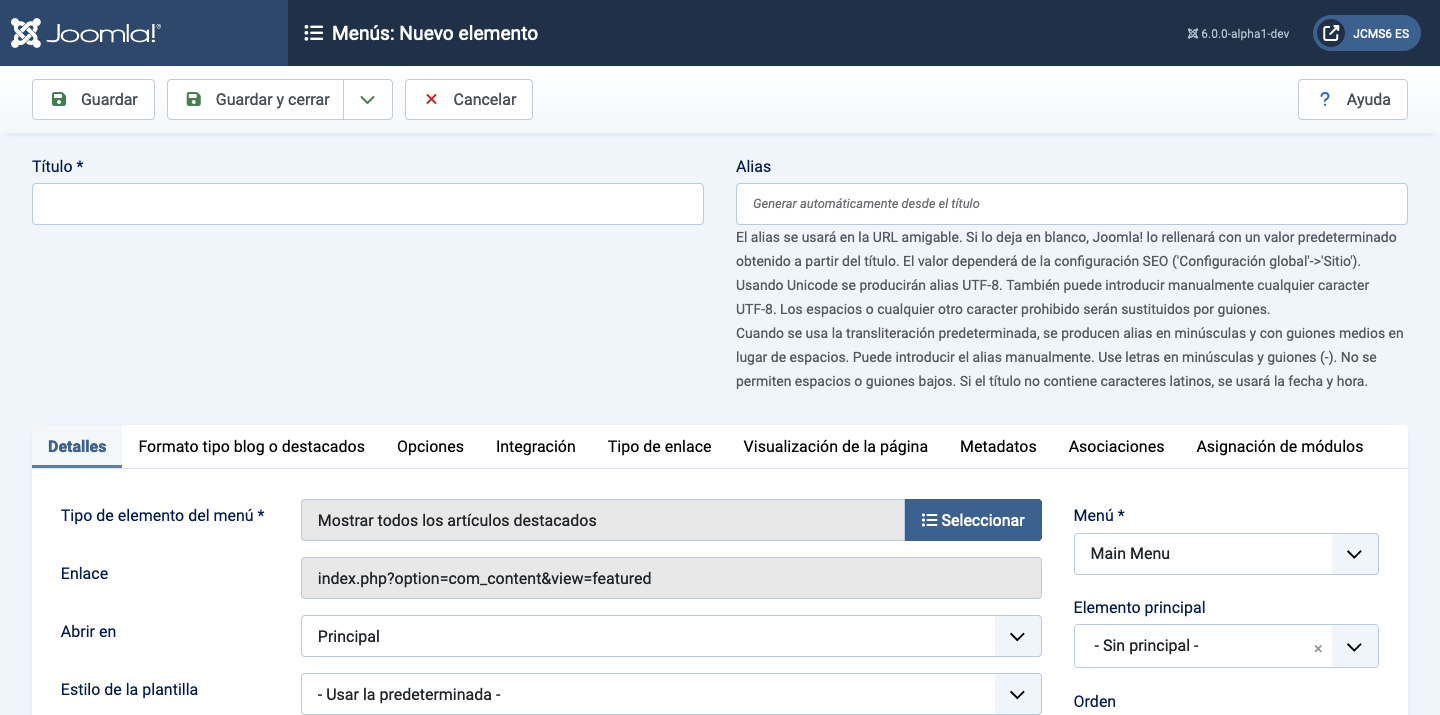 Joomla!®
Menús: Nuevo elemento
6.0.0-alpha1-dev
JCMS6 ES
Guardar
Guardar y cerrar
Cancelar
? Ayuda
Título *
Alias
Generar automáticamente desde el título
El alias se usará en la URL amigable. Si lo deja en blanco, Joomla! lo rellenará con un valor predeterminado
obtenido a partir del título. El valor dependerá de la configuración SEO ('Configuración global'->'Sitio').
Usando Unicode se producirán alias UTF-8. También puede introducir manualmente cualquier caracter
UTF-8. Los espacios o cualquier otro caracter prohibido serán sustituidos por guiones.
Cuando se usa la transliteración predeterminada, se producen alias en minúsculas y con guiones medios en
lugar de espacios. Puede introducir el alias manualmente. Use letras en minúsculas y guiones (-). No se
permiten espacios o guiones bajos. Si el título no contiene caracteres latinos, se usará la fecha y hora.
Detalles
Formato tipo blog o destacados
Opciones
Integración
Tipo de enlace
Visualización de la página
Metadatos
Asociaciones
Asignación de módulos
Tipo de elemento del menú *
Mostrar todos los artículos destacados
Seleccionar
Enlace
index.php?option=com_content&view=featured
Abrir en
Principal
Estilo de la plantilla
- Usar la predeterminada -
Menú *
Main Menu
Elemento principal
- Sin principal - ×
Orden